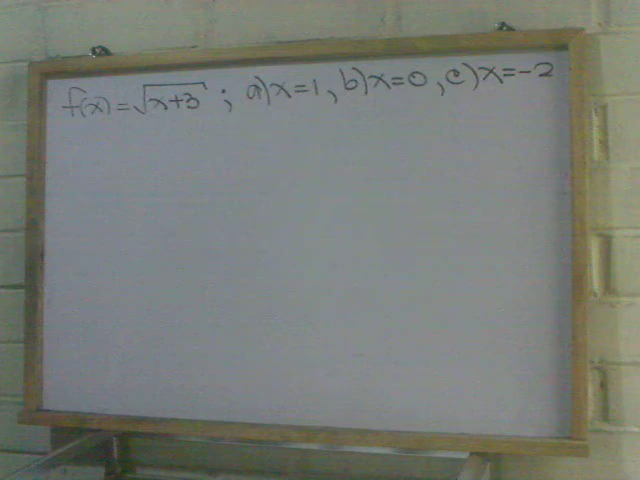 f(x)=√x+3 ; a)x=1, b)x=0, c)x=-2